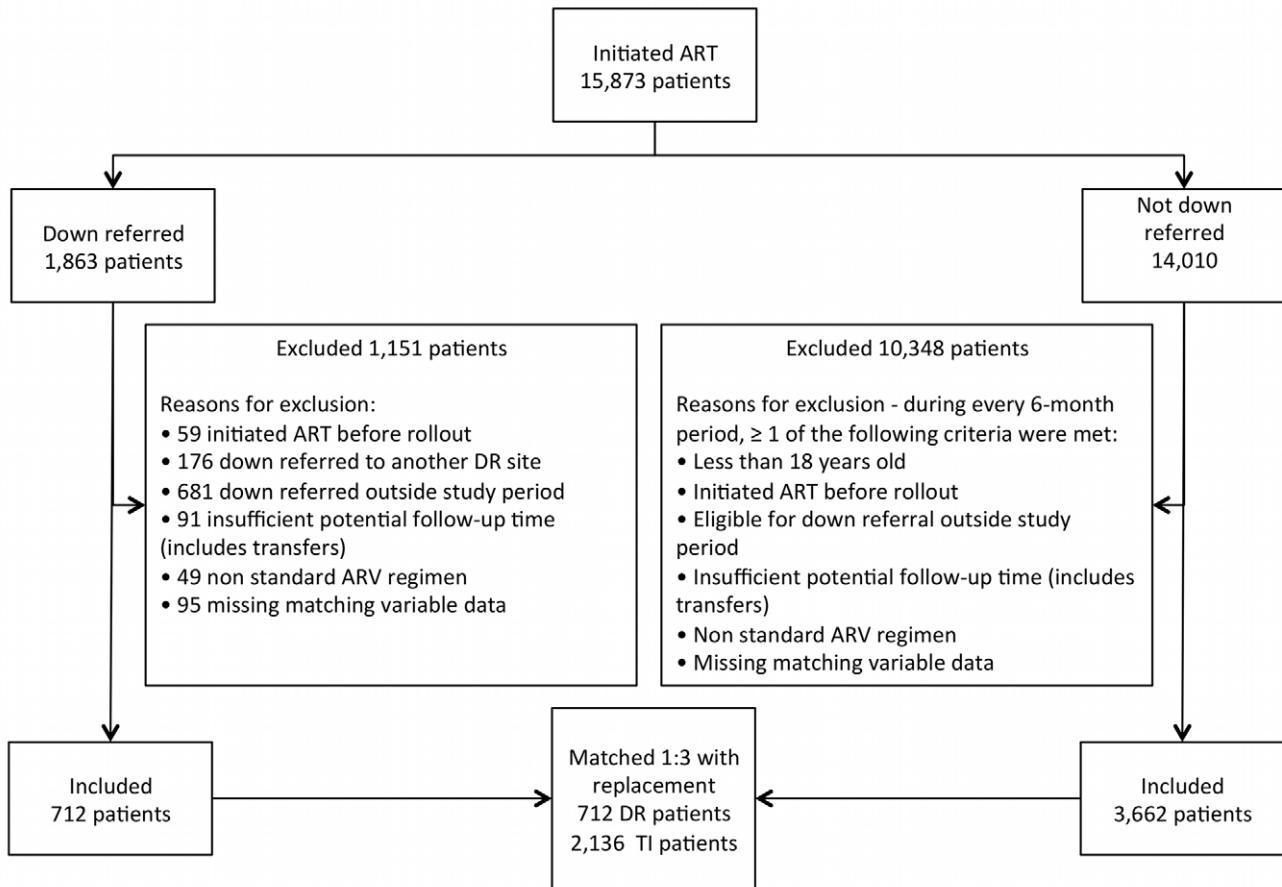 Initiated ART
15,873 patients
Down referred
1,863 patients
Not down
referred
14,010
Excluded 1,151 patients
Reasons for exclusion:
• 59 initiated ART before rollout
• 176 down referred to another DR site
• 681 down referred outside study period
• 91 insufficient potential follow-up time
(includes transfers)
• 49 non standard ARV regimen
• 95 missing matching variable data
Excluded 10,348 patients
Reasons for exclusion - during every 6-month
period, ≥ 1 of the following criteria were met:
• Less than 18 years old
• Initiated ART before rollout
• Eligible for down referral outside study
period
• Insufficient potential follow-up time (includes
transfers)
• Non standard ARV regimen
• Missing matching variable data
Included
712 patients
Matched 1:3 with
replacement
712 DR patients
2,136 TI patients
Included
3,662 patients